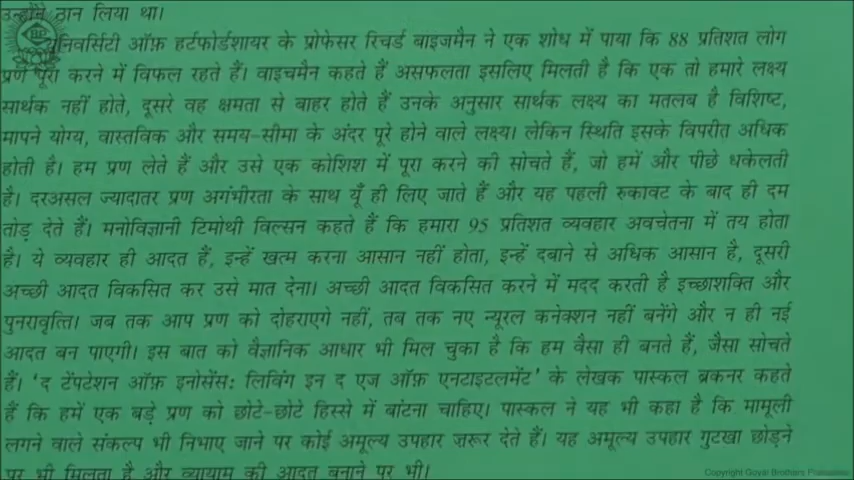 उन्होंने ठान लिया था।
यूनिवर्सिटी ऑफ़ हर्टफोर्डशायर के प्रोफेसर रिचर्ड बाइजमैन ने एक शोध में पाया कि 88 प्रतिशत लोग
प्रण पूरा करने में विफल रहते हैं। वाइचमैन कहते हैं असफलता इसलिए मिलती है कि एक तो हमारे लक्ष्य
सार्थक नहीं होते, दूसरे वह क्षमता से बाहर होते हैं उनके अनुसार सार्थक लक्ष्य का मतलब है विशिष्ट,
मापने योग्य, वास्तविक और समय-सीमा के अंदर पूरे होने वाले लक्ष्य। लेकिन स्थिति इसके विपरीत अधिक
होती है। हम प्रण लेते हैं और उसे एक कोशिश में पूरा करने की सोचते हैं, जो हमें और पीछे धकेलती
है। दरअसल ज्यादातर प्रण अगंभीरता के साथ यूँ ही लिए जाते हैं और यह पहली रुकावट के बाद ही दम
तोड़ देते हैं। मनोविज्ञानी टिमोथी विल्सन कहते हैं कि हमारा 95 प्रतिशत व्यवहार अवचेतना में तय होता
है। ये व्यवहार ही आदत हैं, इन्हें खत्म करना आसान नहीं होता, इन्हें दबाने से अधिक आसान है, दूसरी
अच्छी आदत विकसित कर उसे मात देना। अच्छी आदत विकसित करने में मदद करती है इच्छाशक्ति और
पुनरावृत्ति। जब तक आप प्रण को दोहराएगे नहीं, तब तक नए न्यूरल कनेक्शन नहीं बनेंगे और न ही नई
आदत बन पाएगी। इस बात को वैज्ञानिक आधार भी मिल चुका है कि हम वैसा ही बनते हैं, जैसा सोचते
हैं। 'द टेंपटेशन ऑफ़ इनोसेंस: लिविंग इन द एज ऑफ़ एनटाइटलमेंट' के लेखक पास्कल ब्रकनर कहते
हैं कि हमें एक बड़े प्रण को छोटे-छोटे हिस्से में बांटना चाहिए। पास्कल ने यह भी कहा है कि मामूली
लगने वाले संकल्प भी निभाए जाने पर कोई अमूल्य उपहार ज़रूर देते हैं। यह अमूल्य उपहार गुटखा छोड़ने
पर भी मिलता है और व्यायाम की आदत बनाने पर भी।
Copyright Goyal Brothers Prakashan